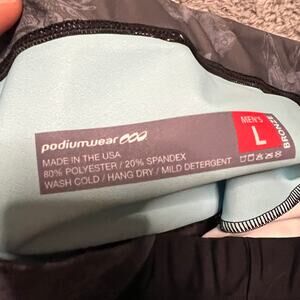 podiumwear
MADE IN THE USA
80% POLYESTER / 20% SPANDEX
WASH COLD / HANG DRY / MILD DETERGENT
MEN'S
L
BRONZE